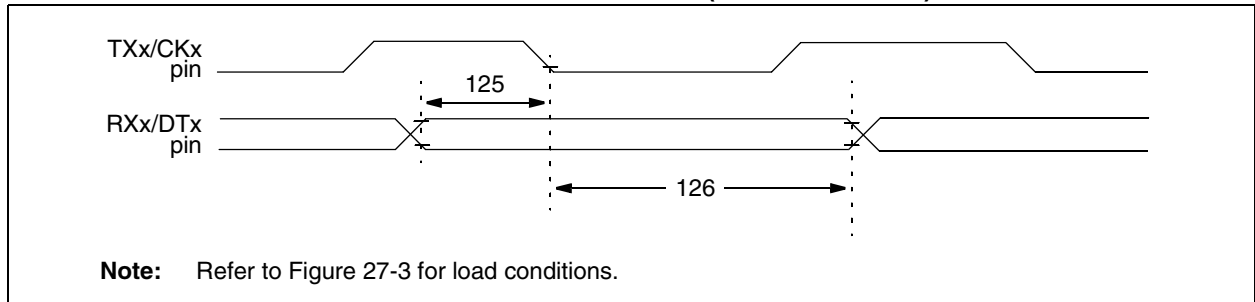 TXx/CKx
pin
125
RXx/DTx
pin
126
Note: Refer to Figure 27-3 for load conditions.